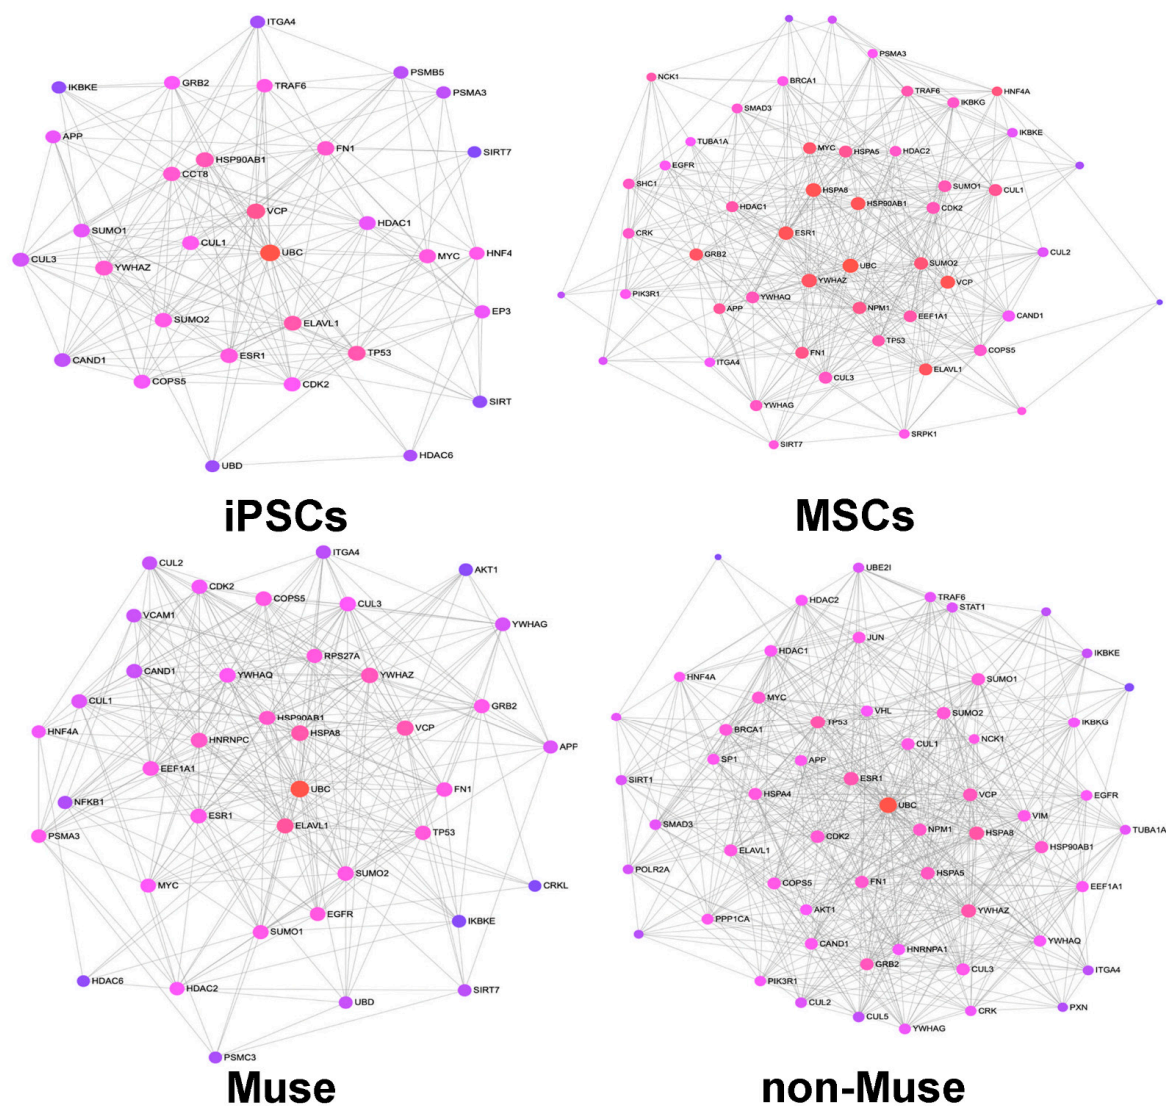 ITGA4
PSMB5
IKBKE
GRB2
TRAF6
PSMA3
APP
FN1
SIRT7
HSP90AB1
CCT8
VCP
HDAC1
SUMO1
CUL1
UBC
MYC
HNF4
CUL3
YWHAZ
EP3
SUMO2
ELAVL1
CAND1
ESR1
TP53
COPS5
CDK2
SIRT
HDAC6
UBD
iPSCs
PSMA3
NCK1
BRCA1
TRAF6
HNF4A
SMAD3
IKBKG
IKBKE
TUBA1A
MYC
HSPA5
HDAC2
EGFR
SHC1
HSPA8
SUMO1
CUL1
HDAC1
HSP90AB1
CDK2
CRK
ESR1
GRB2
UBC
SUMO2
CUL2
YWHAZ
VCP
PIK3R1
YWHAQ
APP
NPM1
EEF1A1
CAND1
TP53
FN1
COPS5
ITGA4
CUL3
ELAVL1
YWHAG
SRPK1
SIRT7
MSCs
CUL2
ITGA4
AKT1
CDK2
COPS5
CUL3
VCAM1
YWHAG
RPS27A
CAND1
YWHAQ
YWHAZ
CUL1
GRB2
HSP90AB1
HNF4A
HSPA8
VCP
HNRNPC
APP
EEF1A1
UBC
FN1
NFKB1
ESR1
ELAVL1
PSMA3
TP53
SUMO2
MYC
CRKL
EGFR
IKBKE
SUMO1
HDAC6
HDAC2
SIRT7
UBD
PSMC3
Muse
UBE2I
HDAC2
TRAF6
STAT1
JUN
HDAC1
IKBKE
HNF4A
SUMO1
MYC
VHL
SUMO2
TP53
IKBKG
BRCA1
NCK1
CUL1
SP1
APP
SIRT1
ESR1
HSPA4
UBC
VCP
EGFR
SMAD3
VIM
CDK2
NPM1
HSPA8
TUBA1A
ELAVL1
HSP90AB1
POLR2A
HSPA5
COPS5
FN1
EEF1A1
AKT1
YWHAZ
PPP1CA
CAND1
HNRNPA1
YWHAQ
GRB2
CUL3
ITGA4
PIK3R1
CUL2
CUL5
CRK
PXN
YWHAG
non-Muse